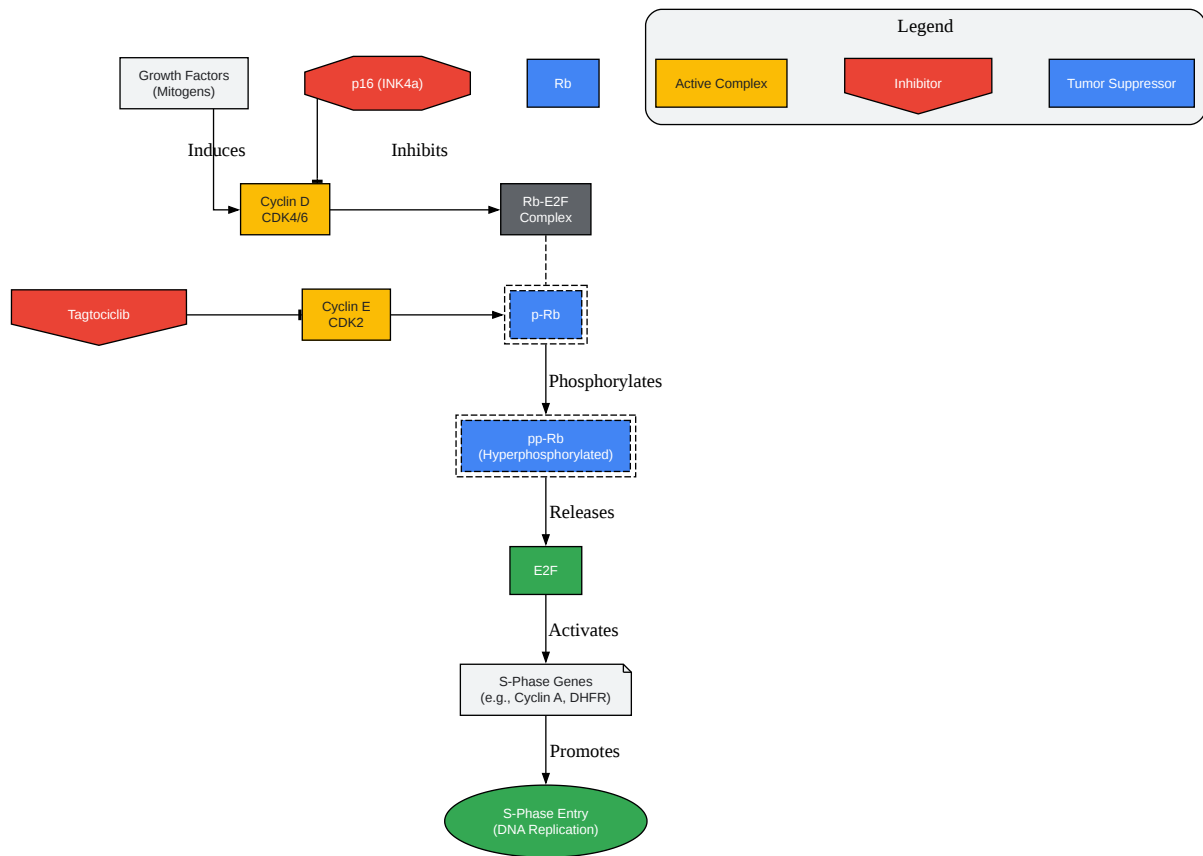 Legend
Growth Factors
(Mitogens)
p16 (INK4a)
Rb
Active Complex
Inhibitor
Tumor Suppressor
Induces
Inhibits
Cyclin D
CDK4/6
Rb-E2F
Complex
Tagtociclib
Cyclin E
CDK2
p-Rb
Phosphorylates
pp-Rb
(Hyperphosphorylated)
Releases
E2F
Activates
S-Phase Genes
(e.g., Cyclin A, DHFR)
Promotes
S-Phase Entry
(DNA Replication)